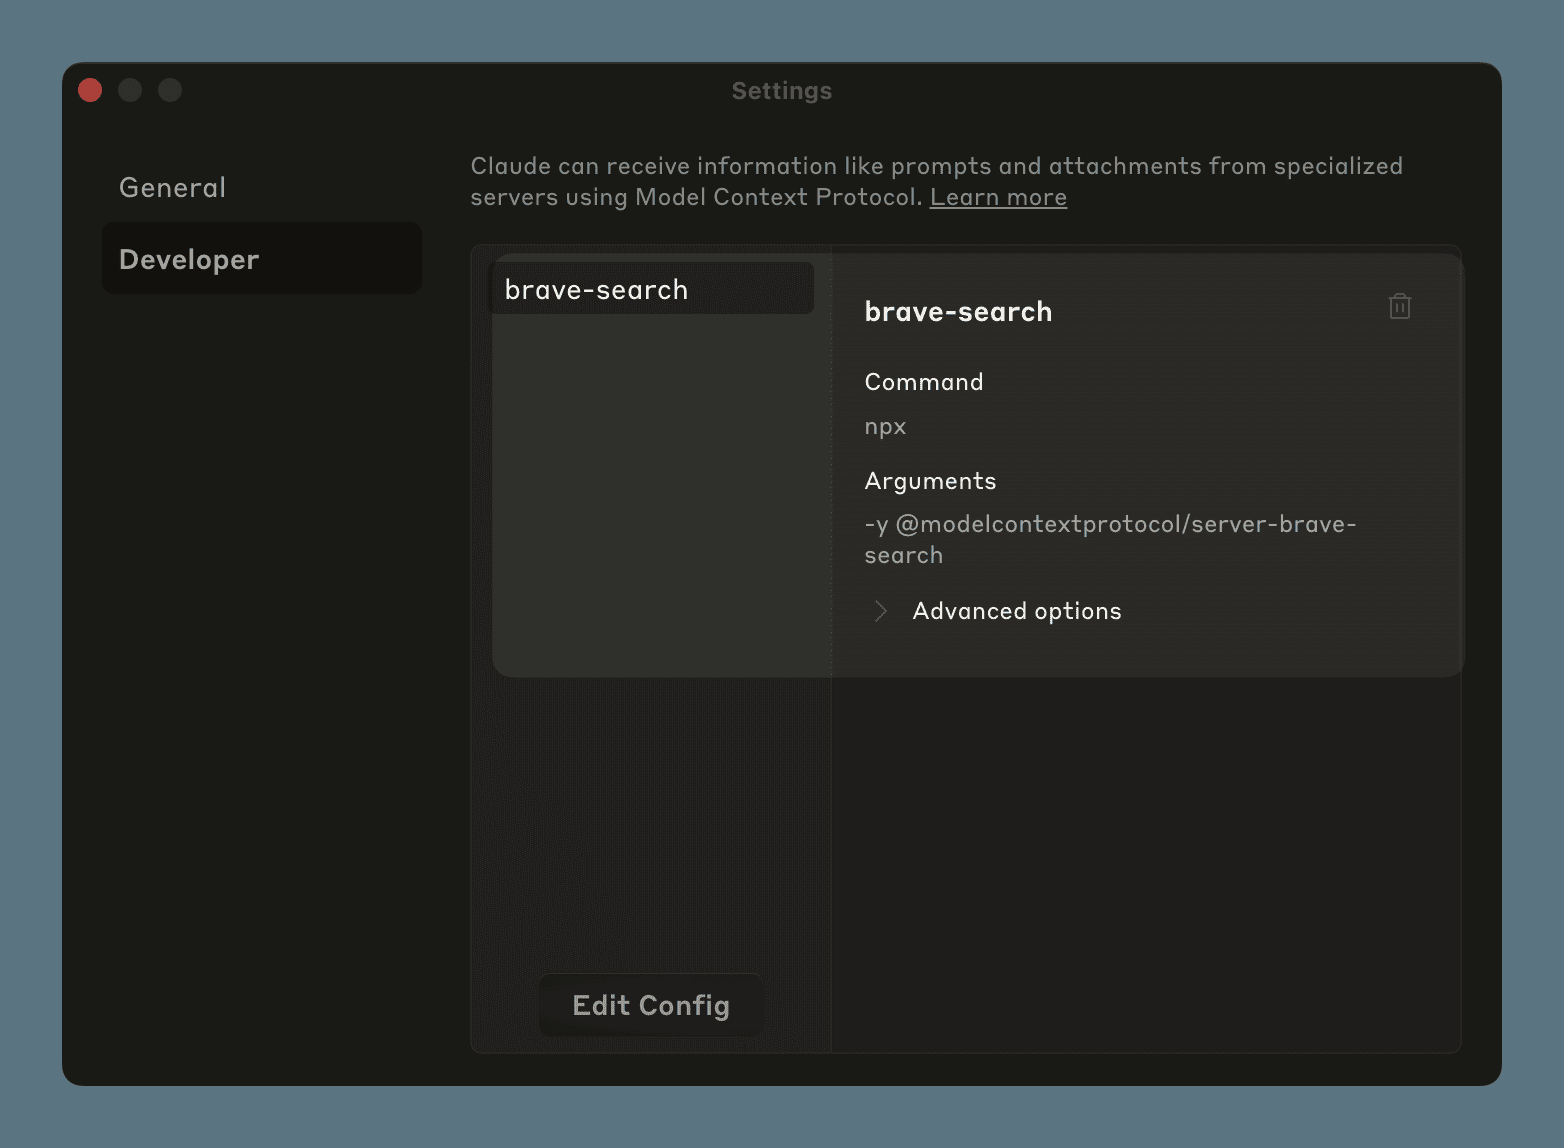 Settings
General
Developer
Claude can receive information like prompts and attachments from specialized
servers using Model Context Protocol. Learn more
brave-search
brave-search
Command
npx
Arguments
-y @modelcontextprotocol/server-brave-
search
Advanced options
Edit Config